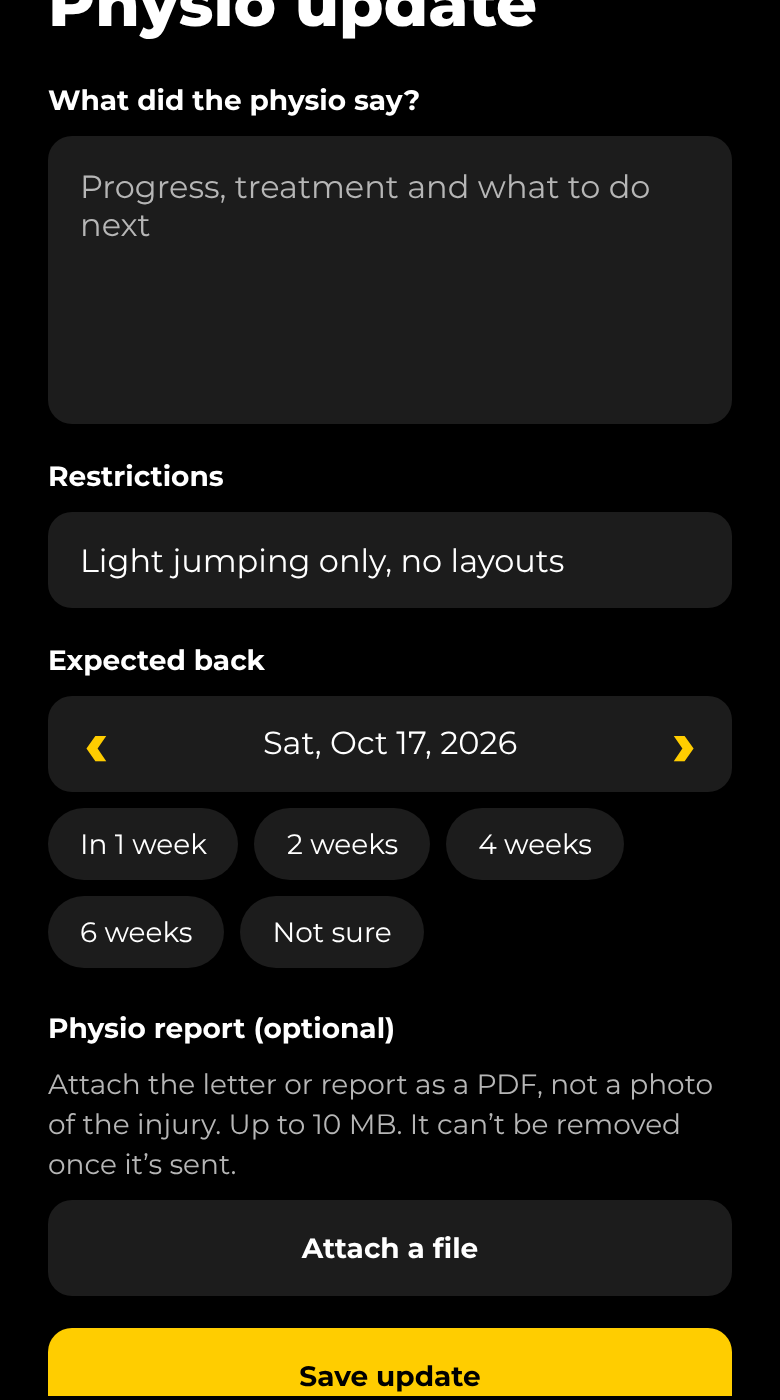 Physio update
What did the physio say?
Progress, treatment and what to do
next
Restrictions
Light jumping only, no layouts
Expected back
‹ Sat, Oct 17, 2026 ›
In 1 week 2 weeks 4 weeks
6 weeks Not sure
Physio report (optional)
Attach the letter or report as a PDF, not a photo
of the injury. Up to 10 MB. It can’t be removed
once it’s sent.
Attach a file
Save update